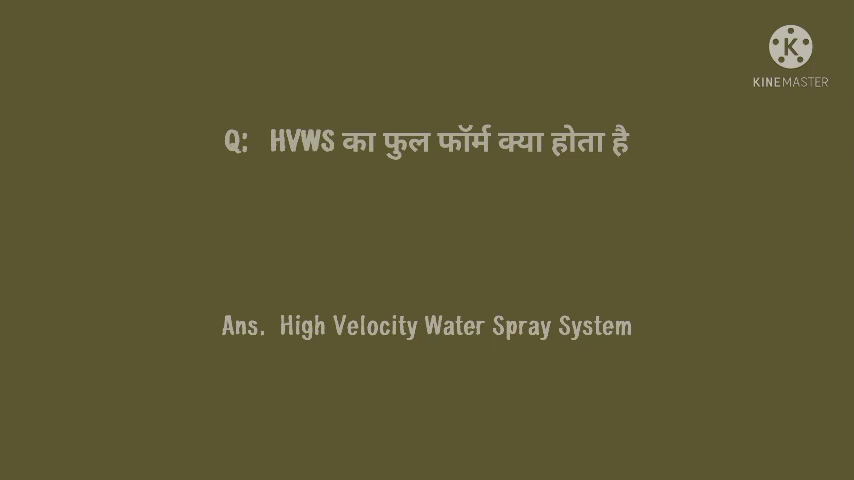 K
KINEMASTER
Q: HVWS का फुल फॉर्म क्या होता है
Ans. High Velocity Water Spray System